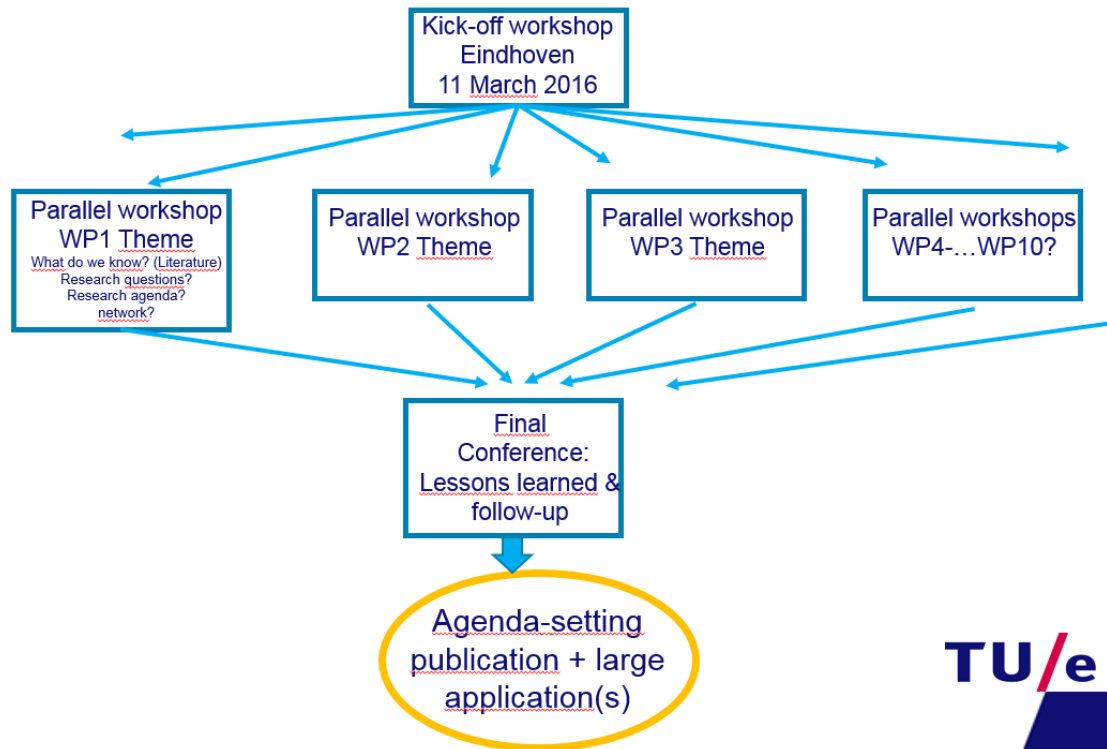 Kick-off workshop
Eindhoven
11 March 2016
Parallel workshop
WP1 Theme
What do we know? (Literature)
Research questions?
Research agenda?
network?
Parallel workshop
WP2 Theme
Parallel workshop
WP3 Theme
Parallel workshops
WP4-...WP10?
Final
Conference:
Lessons learned &
follow-up
Agenda-setting
publication + large
application(s)
TU/e